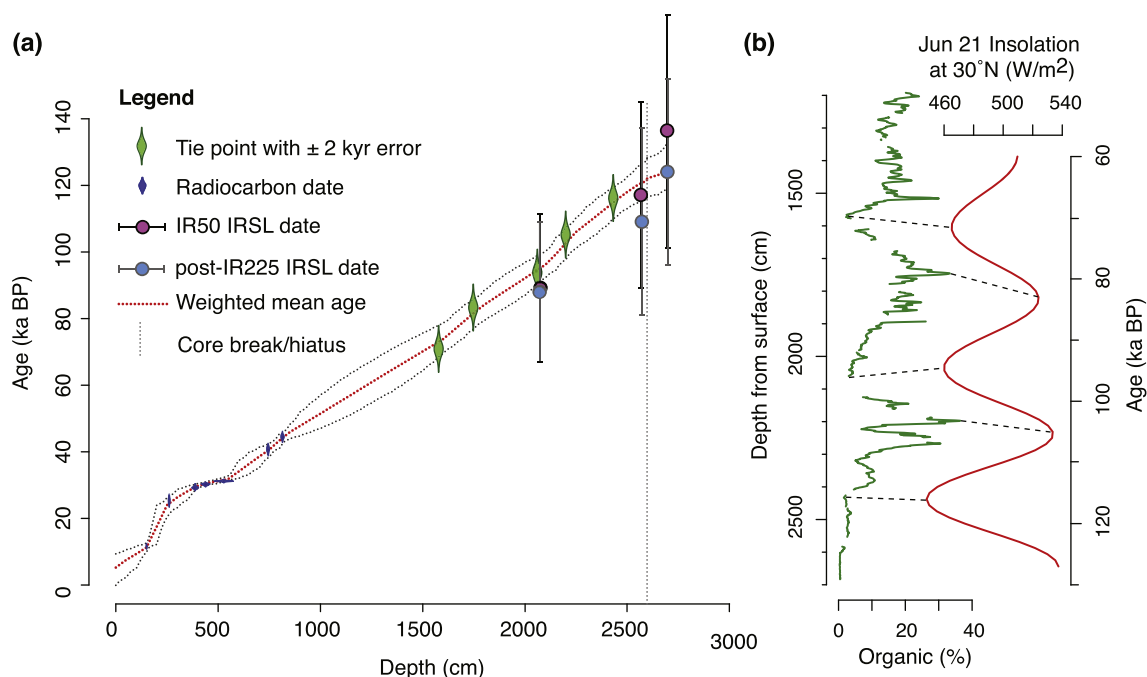 (a)
Legend
Tie point with ± 2 kyr error
Radiocarbon date
IR50 IRSL date
post-IR225 IRSL date
Weighted mean age
Core break/hiatus
Age (ka BP)
0
20
40
60
80
100
120
140
0
500
1000
1500
2000
2500
3000
Depth (cm)
(b)
Jun 21 Insolation
at 30˚N (W/m2)
460
510
540
Depth from surface (cm)
1500
2000
2500
60
80
100
120
Age (ka BP)
0
20
40
Organic (%)